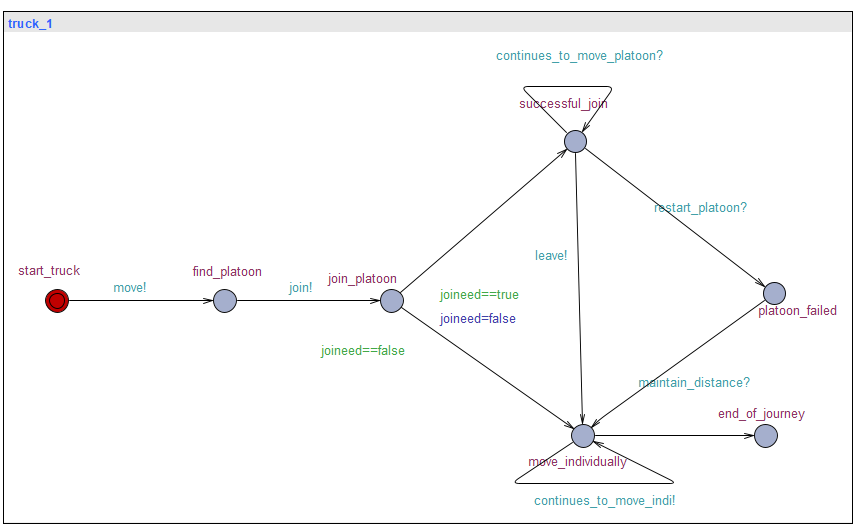 truck_1
continues_to_move_platoon?
successful_join
restart_platoon?
leave!
start_truck
find_platoon
join_platoon
move!
join!
joineed==true
joineed=false
joineed==false
platoon_failed
maintain_distance?
end_of_journey
move_individually
continues_to_move_indi!